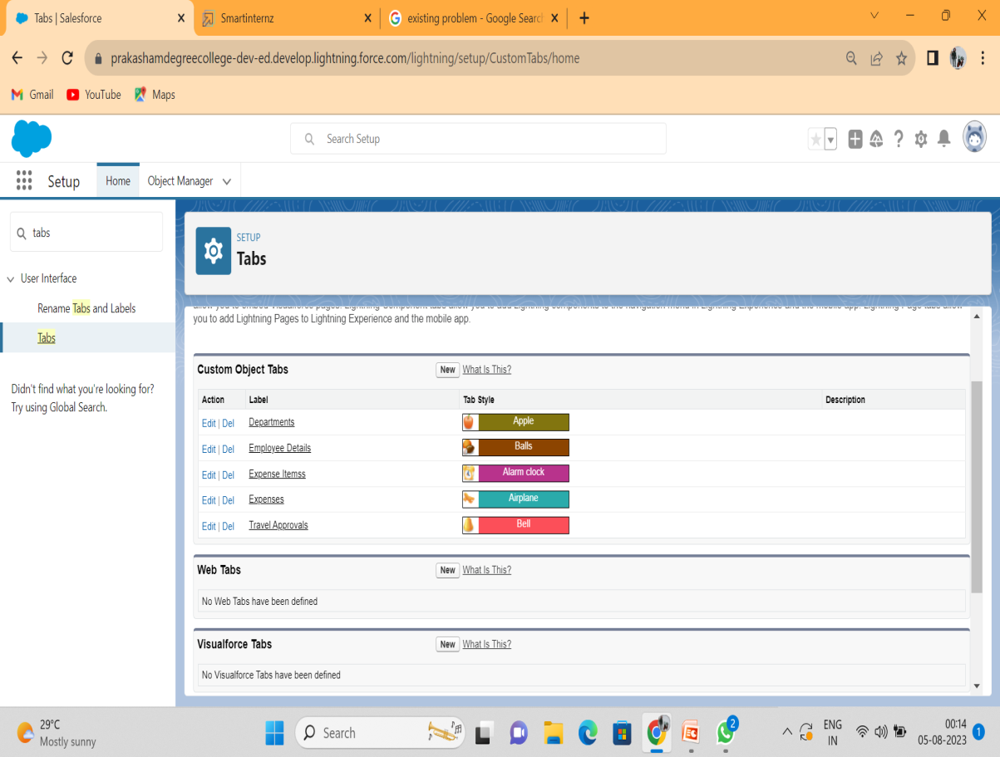 Tabs | Salesforce
Smartinternz
existing problem - Google Searc
prakashamdegreecollege-dev-ed.develop.lightning.force.com/lightning/setup/CustomTabs/home
Gmail YouTube Maps
Search Setup
Setup Home Object Manager
tabs
User Interface
Rename Tabs and Labels
Tabs
Didn't find what you're looking for?
Try using Global Search.
SETUP
Tabs
allow you to embed Visualforce pages. Lightning Component tabs allow you to add Lightning components to the navigation menu in Lightning Experience and the mobile app. Lightning Page tabs allow
you to add Lightning Pages to Lightning Experience and the mobile app.
Custom Object Tabs New What Is This?
Action Label Tab Style Description
Edit | Del Departments Apple
Edit | Del Employee Details Balls
Edit | Del Expense Itemss Alarm clock
Edit | Del Expenses Airplane
Edit | Del Travel Approvals Bell
Web Tabs New What Is This?
No Web Tabs have been defined
Visualforce Tabs New What Is This?
No Visualforce Tabs have been defined
29°C
Mostly sunny
Search
2
ENG
IN
00:14
05-08-2023
1